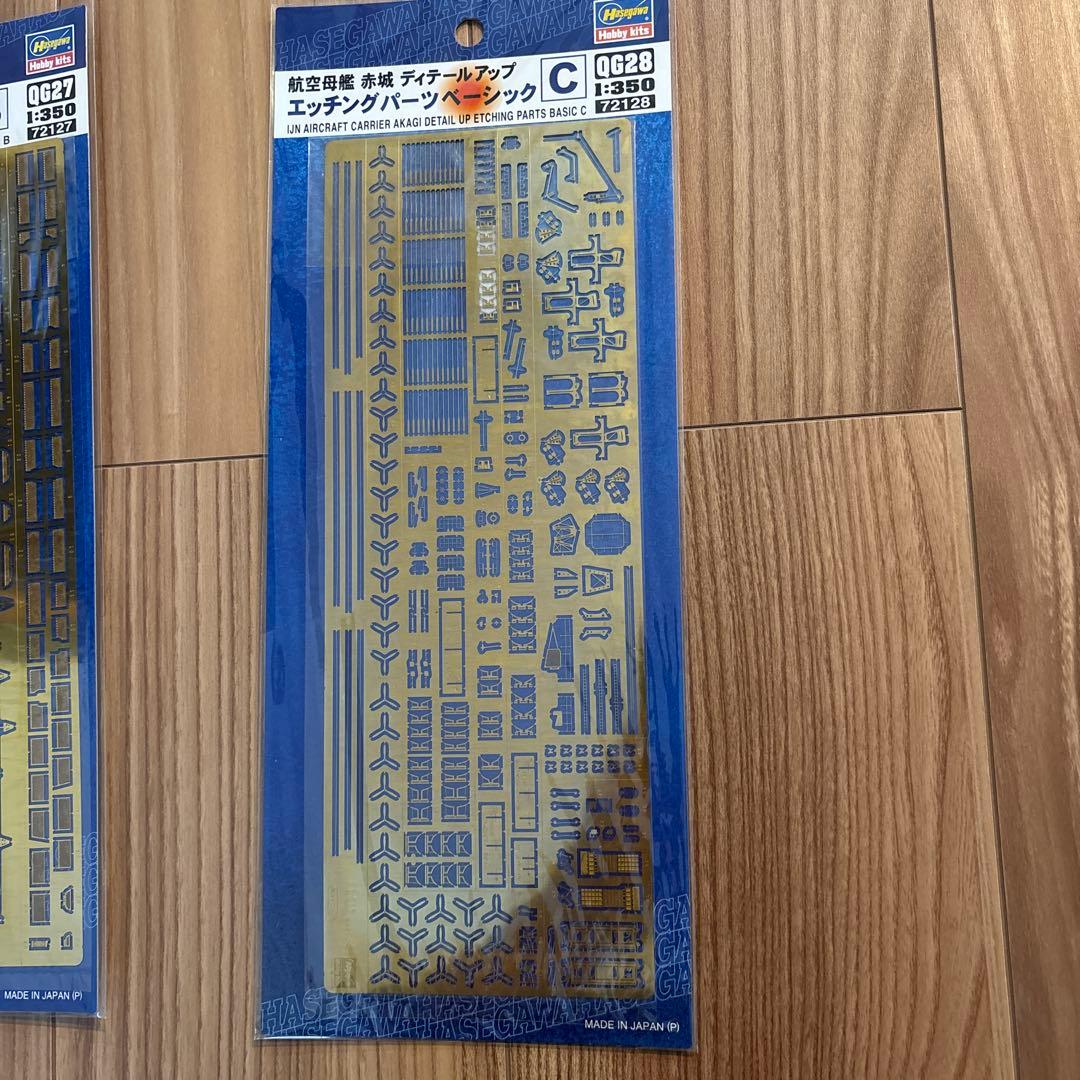 Hasegawa
Hobby kits
QG27
1:350
72127
B
MADE IN JAPAN (P)
HASEGAWAHASEGAWA
Hasegawa
Hobby kits
航空母艦 赤城 ディテールアップ
エッチングパーツ ベーシック
C
QG28
1:350
72128
IJN AIRCRAFT CARRIER AKAGI DETAIL UP ETCHING PARTS BASIC C
HASEGAWAHASEGAWAHASEGAWA
MADE IN JAPAN (P)